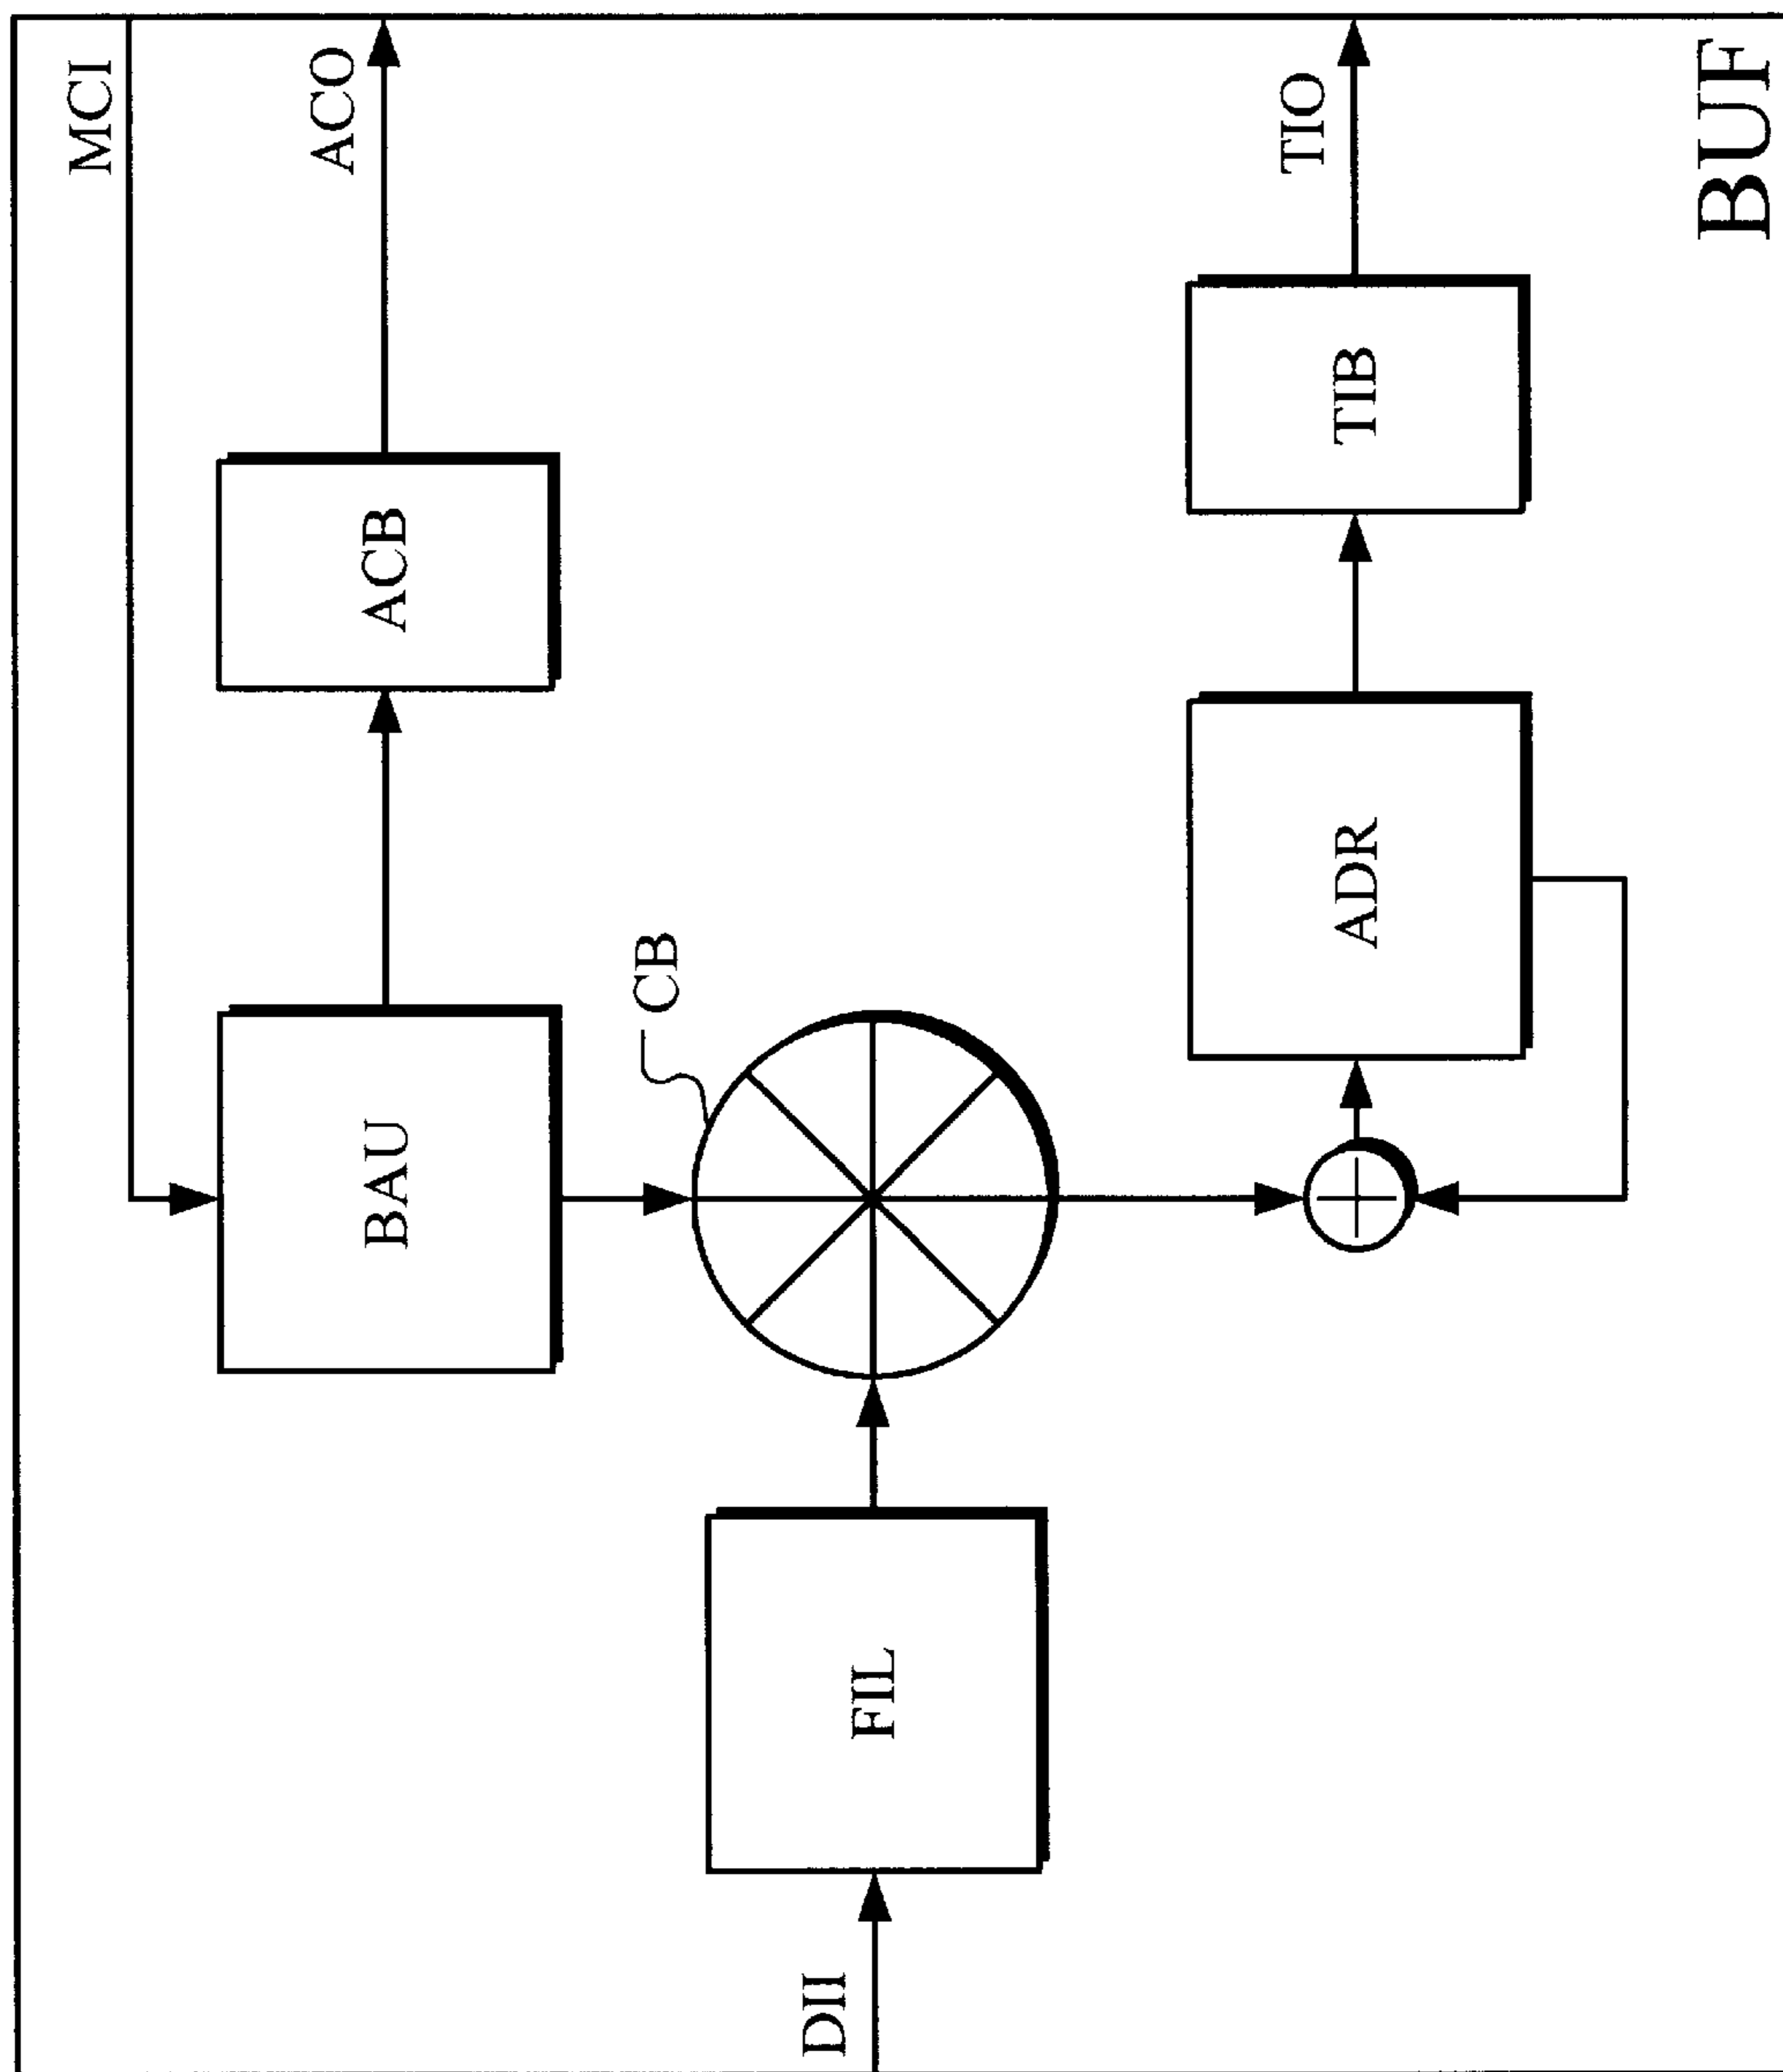 MCI
ACO
ACB
BAU
CB
DII
FIL
ADR
TIB
TIO
BUF